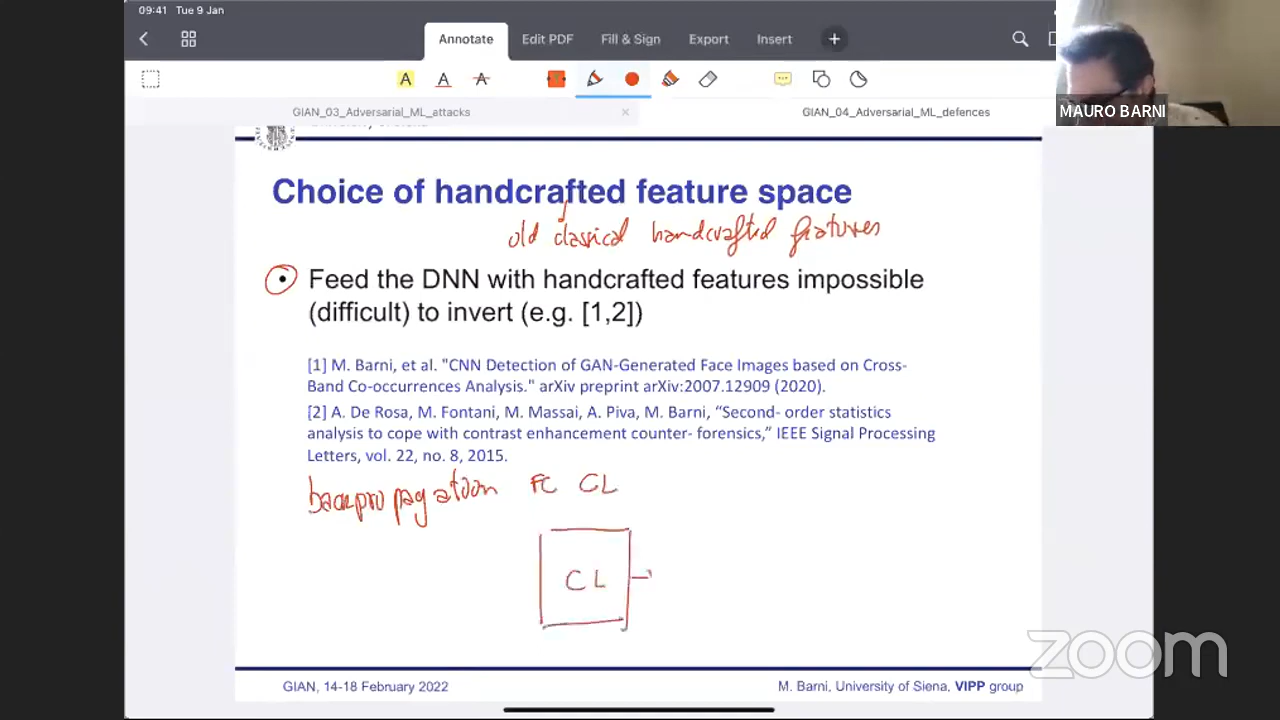 09:41 Tue 9 Jan
Annotate Edit PDF Fill & Sign Export Insert
A A A
GIAN_03_Adversarial_ML_attacks GIAN_04_Adversarial_ML_defences
MAURO BARNI
Choice of handcrafted feature space
old classical handcrafted features
• Feed the DNN with handcrafted features impossible
(difficult) to invert (e.g. [1,2])
[1] M. Barni, et al. "CNN Detection of GAN-Generated Face Images based on Cross-
Band Co-occurrences Analysis." arXiv preprint arXiv:2007.12909 (2020).
[2] A. De Rosa, M. Fontani, M. Massai, A. Piva, M. Barni, “Second- order statistics
analysis to cope with contrast enhancement counter- forensics,” IEEE Signal Processing
Letters, vol. 22, no. 8, 2015.
backpropagation FC CL
CL
zoom
GIAN, 14-18 February 2022 M. Barni, University of Siena, VIPP group